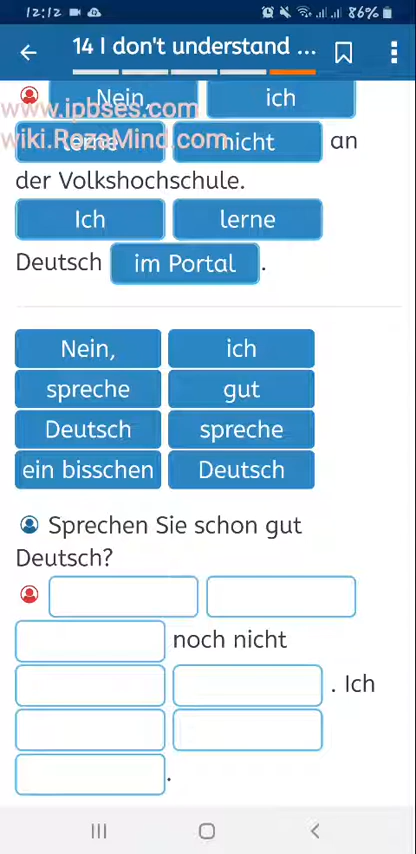 12:12 86%
14 I don't understand ...
Nein, ich
www.ipbses.com
wiki.RozaMind.com
lerne nicht an
der Volkshochschule.
Ich lerne
Deutsch im Portal .
Nein, ich
spreche gut
Deutsch spreche
ein bisschen Deutsch
Sprechen Sie schon gut
Deutsch?
noch nicht
. Ich
.